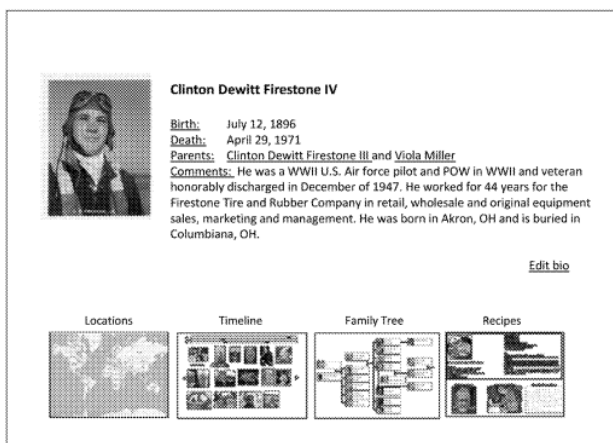 Clinton Dewitt Firestone IV
Birth: July 12, 1896
Death: April 29, 1971
Parents: Clinton Dewitt Firestone III and Viola Miller
Comments: He was a WWII U.S. Air force pilot and POW in WWII and veteran
honorably discharged in December of 1947. He worked for 44 years for the
Firestone Tire and Rubber Company in retail, wholesale and original equipment
sales, marketing and management. He was born in Akron, OH and is buried in
Columbiana, OH.
Edit bio
Locations Timeline Family Tree Recipes